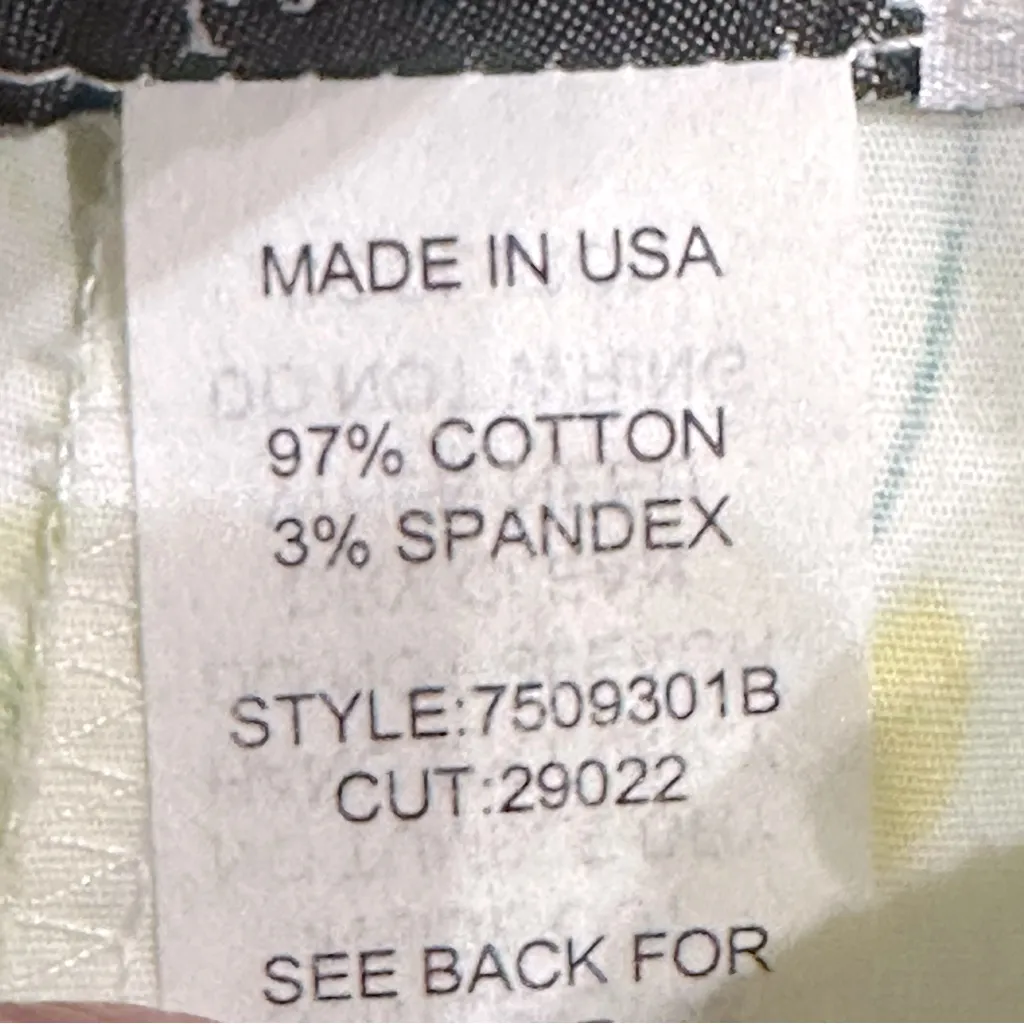 MADE IN USA
97% COTTON
3% SPANDEX
STYLE:7509301B
CUT:29022
SEE BACK FOR